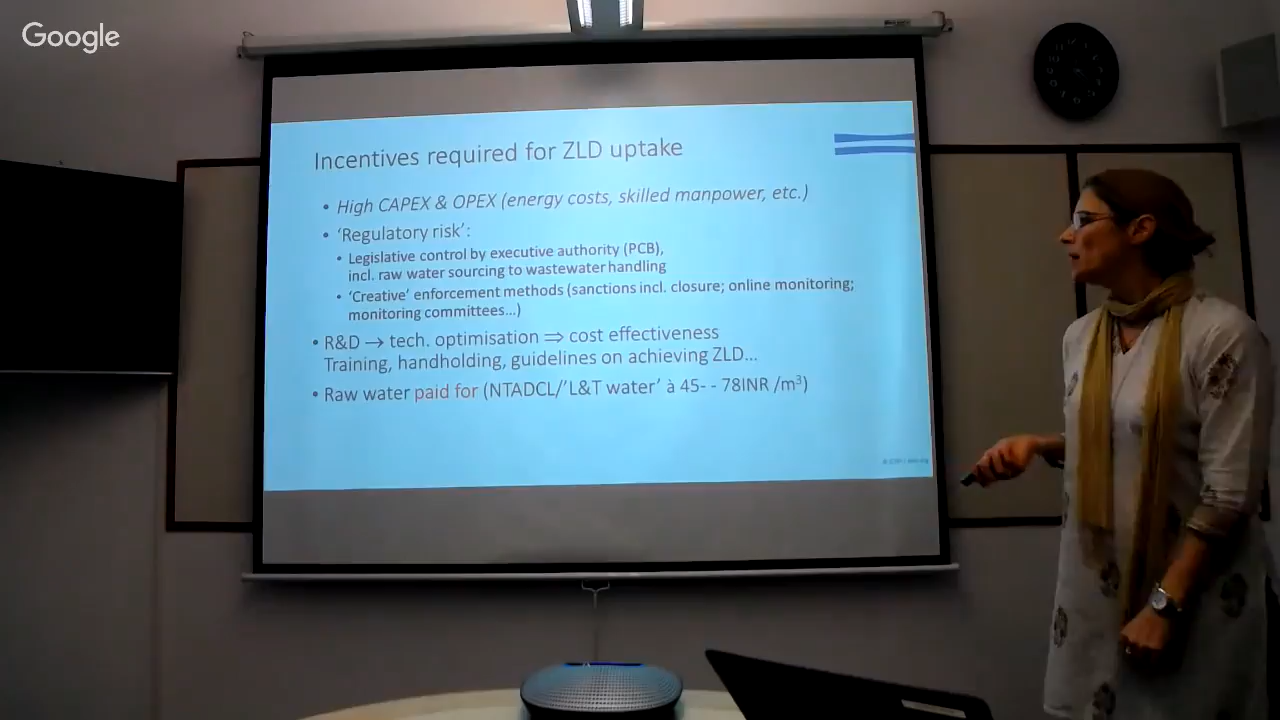 Google
Incentives required for ZLD uptake
• High CAPEX & OPEX (energy costs, skilled manpower, etc.)
• ‘Regulatory risk’:
• Legislative control by executive authority (PCB),
incl. raw water sourcing to wastewater handling
• ‘Creative’ enforcement methods (sanctions incl. closure; online monitoring;
monitoring committees…)
• R&D → tech. optimisation ⇒ cost effectiveness
Training, handholding, guidelines on achieving ZLD…
• Raw water paid for (NTADCL/’L&T water’ à 45- - 78INR /m³)